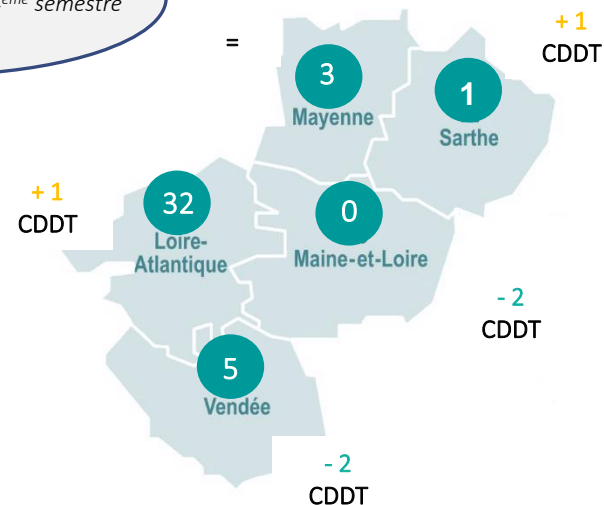 semestre
+ 1
CDDT
=
3
Mayenne
1
Sarthe
+ 1
CDDT
32
Loire-
Atlantique
0
Maine-et-Loire
- 2
CDDT
5
Vendée
- 2
CDDT